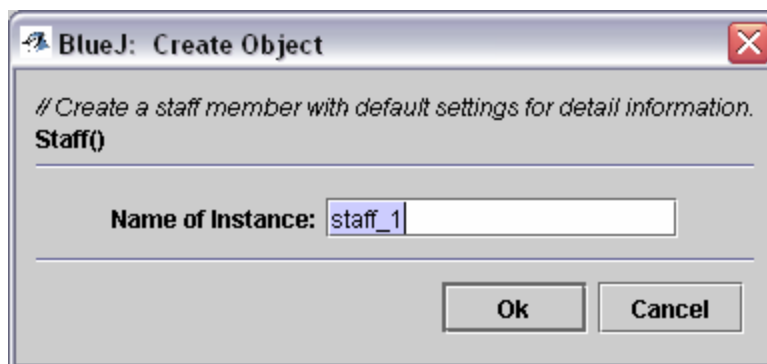 BlueJ: Create Object
// Create a staff member with default settings for detail information.
Staff()
Name of Instance: staff_1
Ok Cancel